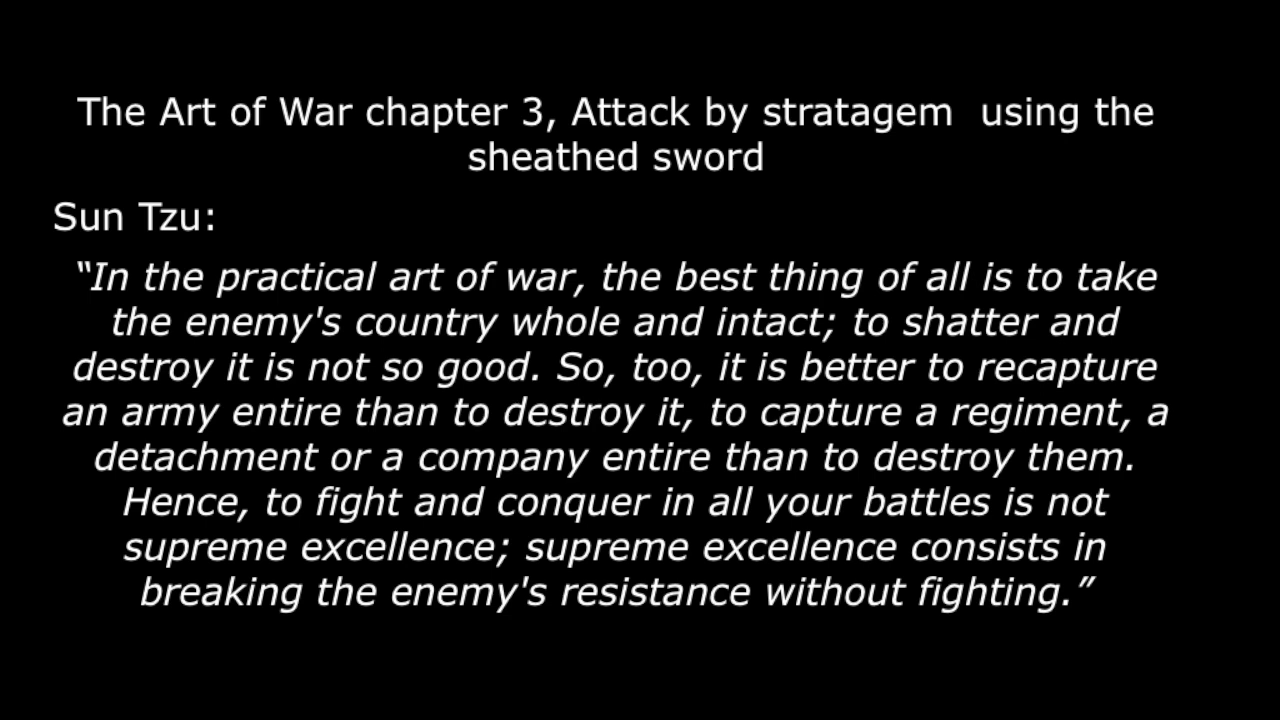 The Art of War chapter 3, Attack by stratagem  using the
sheathed sword
Sun Tzu:
“In the practical art of war, the best thing of all is to take
the enemy's country whole and intact; to shatter and
destroy it is not so good. So, too, it is better to recapture
an army entire than to destroy it, to capture a regiment, a
detachment or a company entire than to destroy them.
Hence, to fight and conquer in all your battles is not
supreme excellence; supreme excellence consists in
breaking the enemy's resistance without fighting.”